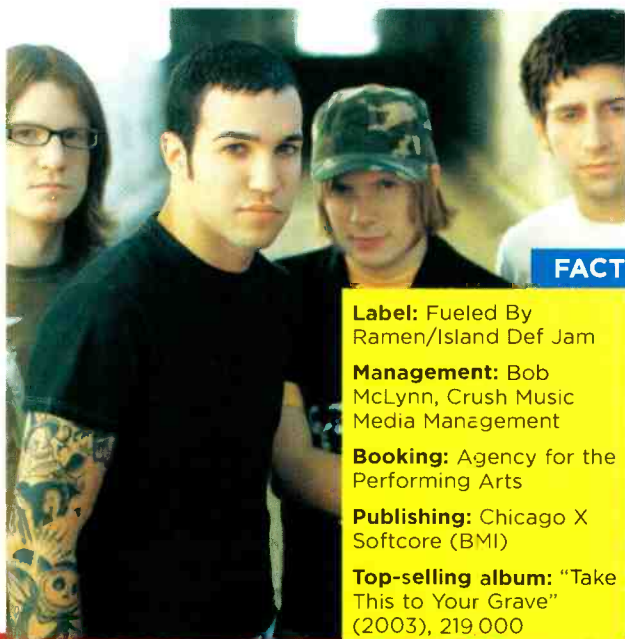 FACT
Label: Fueled By
Ramen/Island Def Jam
Management: Bob
McLynn, Crush Music
Media Management
Booking: Agency for the
Performing Arts
Publishing: Chicago X
Softcore (BMI)
Top-selling album: “Take
This to Your Grave”
(2003), 219,000